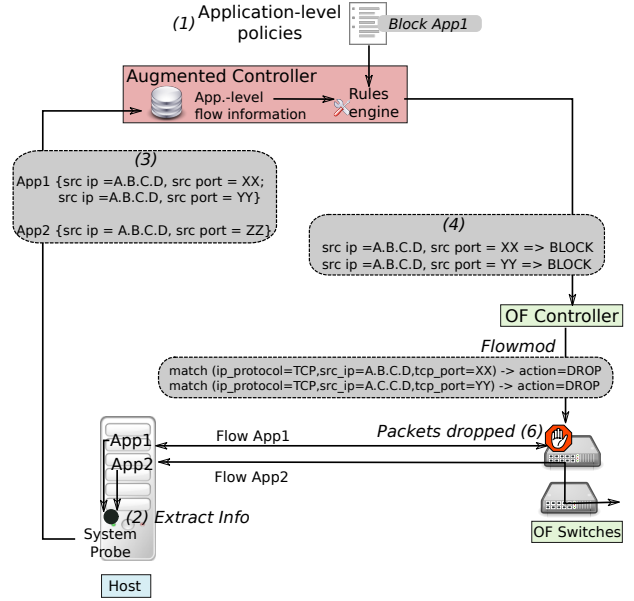 (1) Application-level
policies
Block App1
Augmented Controller
App.-level
flow information
Rules
engine
(3)
App1 {src ip =A.B.C.D, src port = XX;
src ip =A.B.C.D, src port = YY}
App2 {src ip = A.B.C.D, src port = ZZ}
(4)
src ip =A.B.C.D, src port = XX => BLOCK
src ip =A.B.C.D, src port = YY => BLOCK
OF Controller
Flowmod
match (ip_protocol=TCP,src_ip=A.B.C.D,tcp_port=XX) -> action=DROP
match (ip_protocol=TCP,src_ip=A.C.C.D,tcp_port=YY) -> action=DROP
Packets dropped (6)
App1
Flow App1
App2
Flow App2
(2) Extract Info
System
Probe
OF Switches
Host